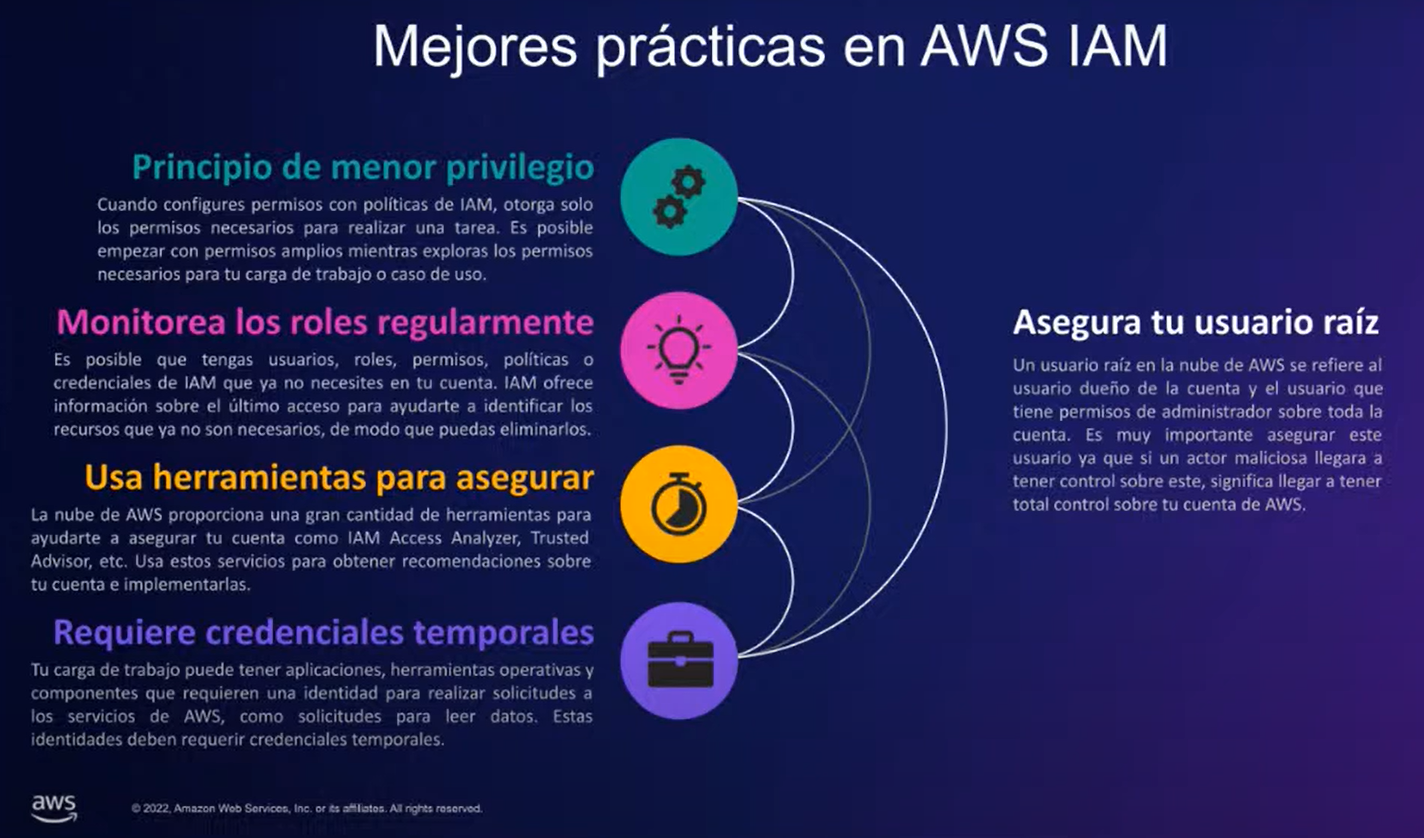 Mejores prácticas en AWS IAM
Principio de menor privilegio
Cuando configures permisos con políticas de IAM, otorga solo
los permisos necesarios para realizar una tarea. Es posible
empezar con permisos amplios mientras exploras los permisos
necesarios para tu carga de trabajo o caso de uso.
Monitorea los roles regularmente
Es posible que tengas usuarios, roles, permisos, políticas o
credenciales de IAM que ya no necesites en tu cuenta. IAM ofrece
información sobre el último acceso para ayudarte a identificar los
recursos que ya no son necesarios, de modo que puedas eliminarlos.
Usa herramientas para asegurar
La nube de AWS proporciona una gran cantidad de herramientas para
ayudarte a asegurar tu cuenta como IAM Access Analyzer, Trusted
Advisor, etc. Usa estos servicios para obtener recomendaciones sobre
tu cuenta e implementarlas.
Requiere credenciales temporales
Tu carga de trabajo puede tener aplicaciones, herramientas operativas y
componentes que requieren una identidad para realizar solicitudes a
los servicios de AWS, como solicitudes para leer datos. Estas
identidades deben requerir credenciales temporales.
Asegura tu usuario raíz
Un usuario raíz en la nube de AWS se refiere al
usuario dueño de la cuenta y el usuario que
tiene permisos de administrador sobre toda la
cuenta. Es muy importante asegurar este
usuario ya que si un actor maliciosa llegara a
tener control sobre este, significa llegar a tener
total control sobre tu cuenta de AWS.
aws
© 2022, Amazon Web Services, Inc. or its affiliates. All rights reserved.